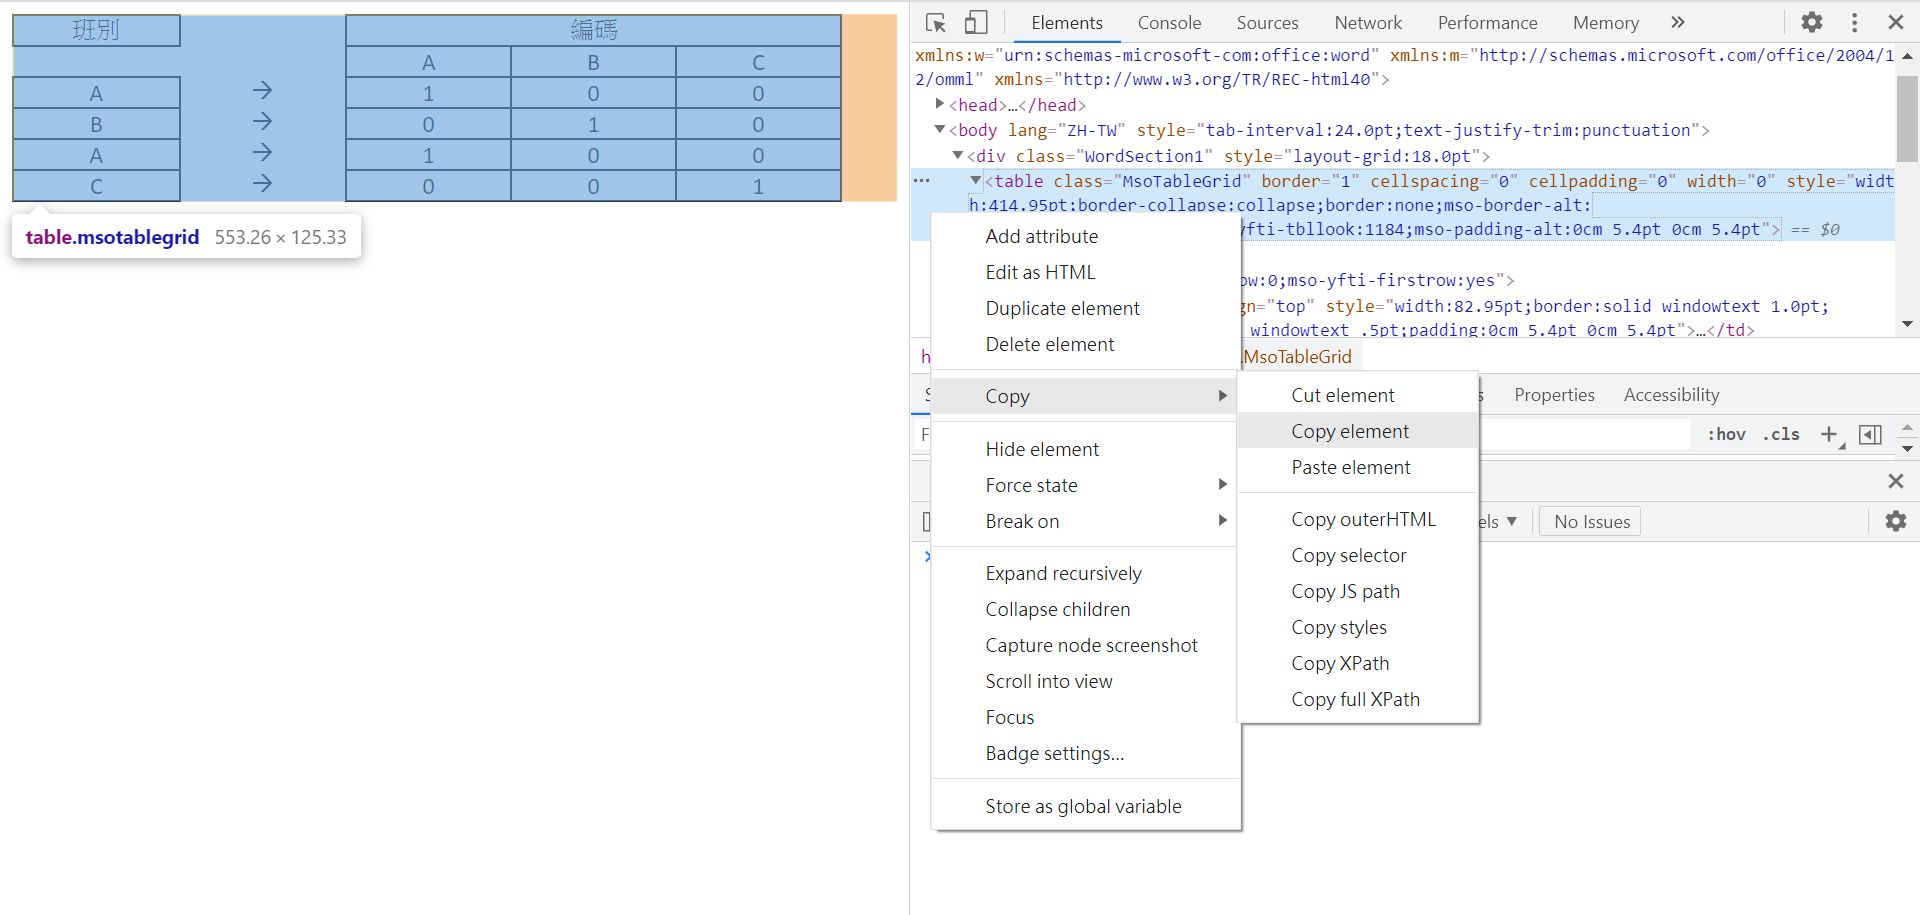 班別 編碼
A B C
A → 1 0 0
B → 0 1 0
A → 1 0 0
C → 0 0 1
table.msotablegrid 553.26 × 125.33
Elements Console Sources Network Performance Memory »
xmlns:w="urn:schemas-microsoft-com:office:word" xmlns:m="http://schemas.microsoft.com/office/2004/1
2/omml" xmlns="http://www.w3.org/TR/REC-html40">
<head>…</head>
<body lang="ZH-TW" style="tab-interval:24.0pt;text-justify-trim:punctuation">
<div class="WordSection1" style="layout-grid:18.0pt">
<table class="MsoTableGrid" border="1" cellspacing="0" cellpadding="0" width="0" style="widt
h:414.95pt;border-collapse:collapse;border:none;mso-border-alt:
yfti-tbllook:1184;mso-padding-alt:0cm 5.4pt 0cm 5.4pt"> == $0
ow:0;mso-yfti-firstrow:yes">
gn="top" style="width:82.95pt;border:solid windowtext 1.0pt;
windowtext .5pt;padding:0cm 5.4pt 0cm 5.4pt">…</td>
.MsoTableGrid
Properties Accessibility
:hov .cls +
els ▼ No Issues
Add attribute
Edit as HTML
Duplicate element
Delete element
Copy
Hide element
Force state
Break on
Expand recursively
Collapse children
Capture node screenshot
Scroll into view
Focus
Badge settings...
Store as global variable
Cut element
Copy element
Paste element
Copy outerHTML
Copy selector
Copy JS path
Copy styles
Copy XPath
Copy full XPath